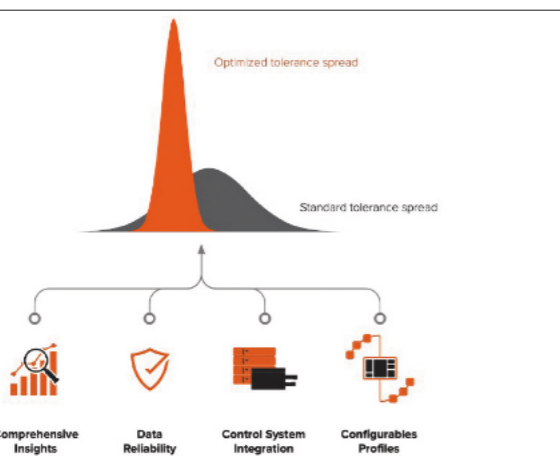 Optimized tolerance spread
Standard tolerance spread
omprehensive
Insights
Data
Reliability
Control System
Integration
Configurables
Profiles